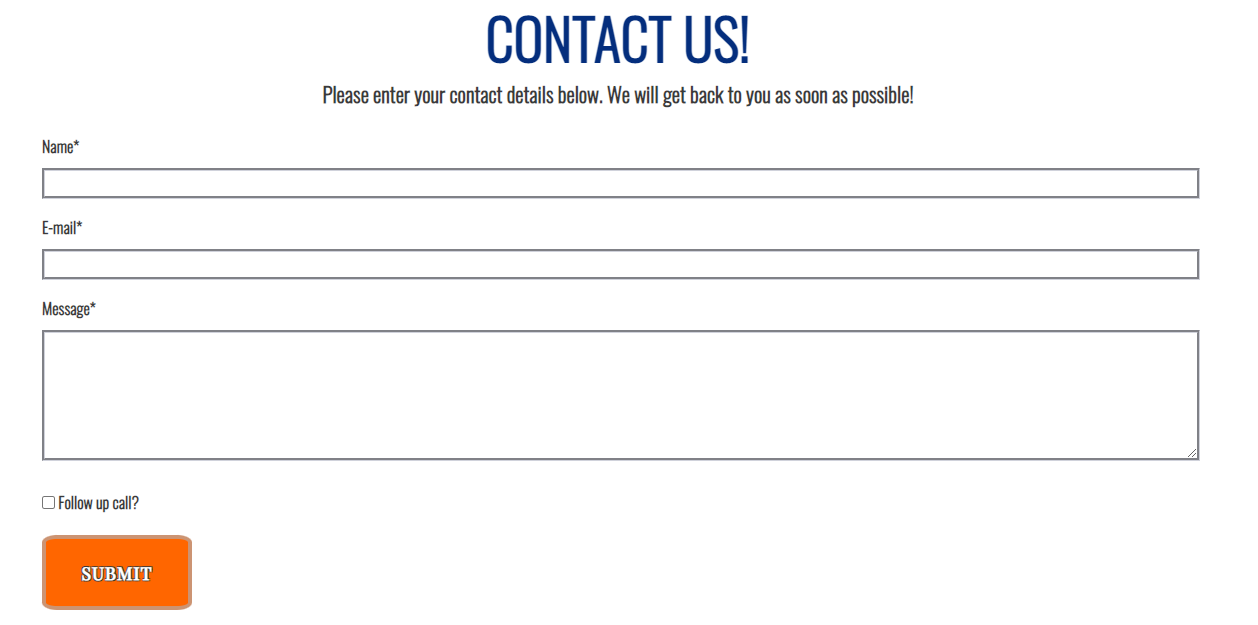 CONTACT US!
Please enter your contact details below. We will get back to you as soon as possible!
Name*
E-mail*
Message*
Follow up call?
SUBMIT